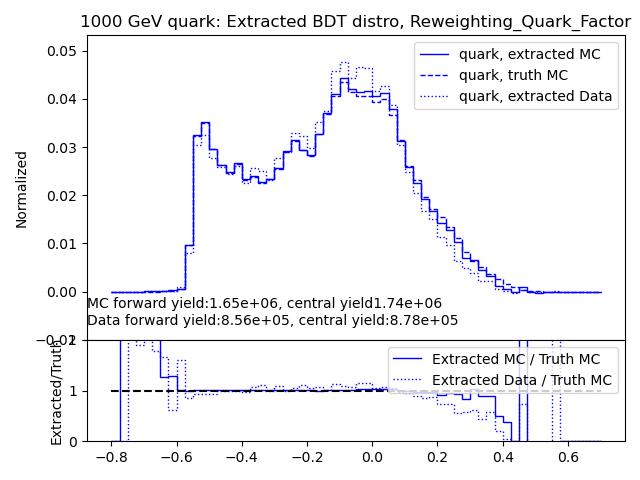 1000 GeV quark: Extracted BDT distro, Reweighting_Quark_Factor
0.05
0.04
0.03
0.02
0.01
0.00
−0.01
Normalized
quark, extracted MC
quark, truth MC
quark, extracted Data
MC forward yield:1.65e+06, central yield1.74e+06
Data forward yield:8.56e+05, central yield:8.78e+05
2
1
0
Extracted/Truth
Extracted MC / Truth MC
Extracted Data / Truth MC
−0.8 −0.6 −0.4 −0.2 0.0 0.2 0.4 0.6